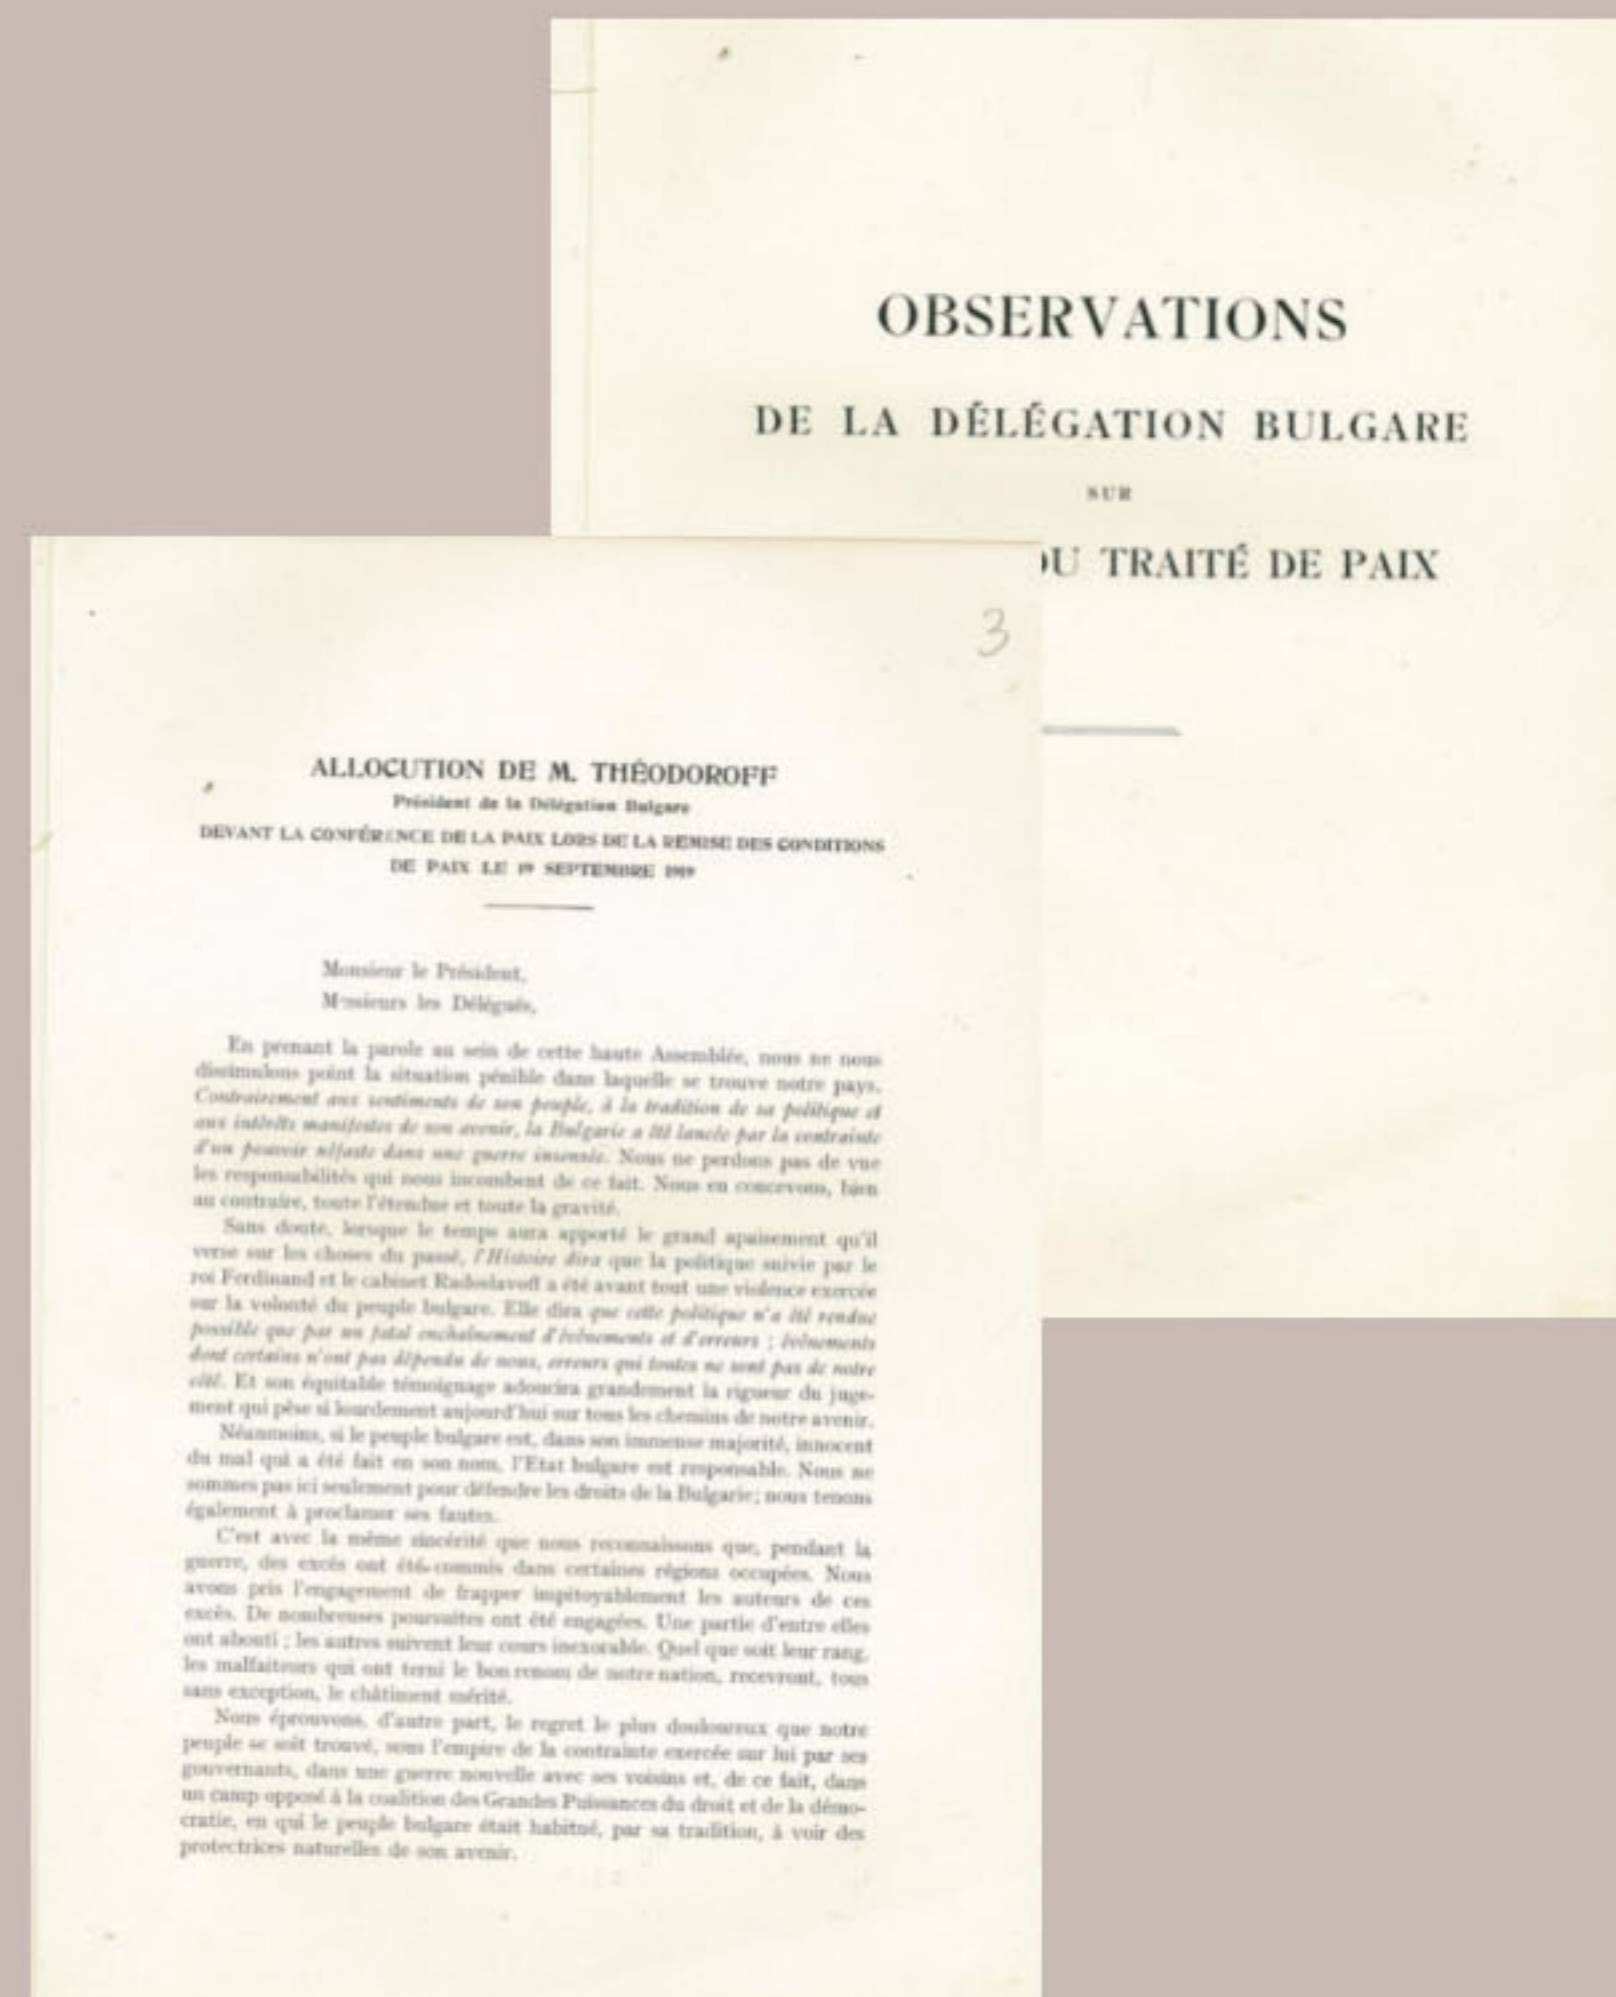 OBSERVATIONS
DE LA DÉLÉGATION BULGARE
SUR
DU TRAITÉ DE PAIX
3
ALLOCUTION DE M. THÉODOROFF
Président de la Délégation Bulgare
DEVANT LA CONFÉRENCE DE LA PAIX LORS DE LA REMISE DES CONDITIONS
DE PAIX LE 19 SEPTEMBRE 1919
Monsieur le Président,
Messieurs les Délégués,
En prenant la parole au sein de cette haute Assemblée, nous ne nous
dissimulons point la situation pénible dans laquelle se trouve notre pays.
Contrairement aux sentiments de son peuple, à la tradition de sa politique et
aux intérêts manifestes de son avenir, la Bulgarie a été lancée par la contrainte
d'un pouvoir néfaste dans une guerre insensée. Nous ne perdons pas de vue
les responsabilités qui nous incombent de ce fait. Nous en concevons, bien
au contraire, toute l'étendue et toute la gravité.
Sans doute, lorsque le temps aura apporté le grand apaisement qu'il
verse sur les choses du passé, l'Histoire dira que la politique suivie par le
roi Ferdinand et le cabinet Radoslavoff a été avant tout une violence exercée
sur la volonté du peuple bulgare. Elle dira que cette politique n'a été rendue
possible que par un fatal enchaînement d'évènements et d'erreurs ; évènements
dont certains n'ont pas dépendu de nous, erreurs qui toutes ne sont pas de notre
côté. Et son équitable témoignage adoucira grandement la rigueur du juge-
ment qui pèse si lourdement aujourd'hui sur tous les chemins de notre avenir.
Néanmoins, si le peuple bulgare est, dans son immense majorité, innocent
du mal qui a été fait en son nom, l'Etat bulgare est responsable. Nous ne
sommes pas ici seulement pour défendre les droits de la Bulgarie; nous tenons
également à proclamer ses fautes.
C'est avec la même sincérité que nous reconnaissons que, pendant la
guerre, des excès ont été commis dans certaines régions occupées. Nous
avons pris l'engagement de frapper impitoyablement les auteurs de ces
excès. De nombreuses poursuites ont été engagées. Une partie d'entre elles
ont abouti ; les autres suivent leur cours inexorable. Quel que soit leur rang,
les malfaiteurs qui ont terni le bon renom de notre nation, recevront, tous
sans exception, le châtiment mérité.
Nous éprouvons, d'autre part, le regret le plus douloureux que notre
peuple se soit trouvé, sous l'empire de la contrainte exercée sur lui par ses
gouvernants, dans une guerre nouvelle avec ses voisins et, de ce fait, dans
un camp opposé à la coalition des Grandes Puissances du droit et de la démo-
cratie, en qui le peuple bulgare était habitué, par sa tradition, à voir des
protectrices naturelles de son avenir.